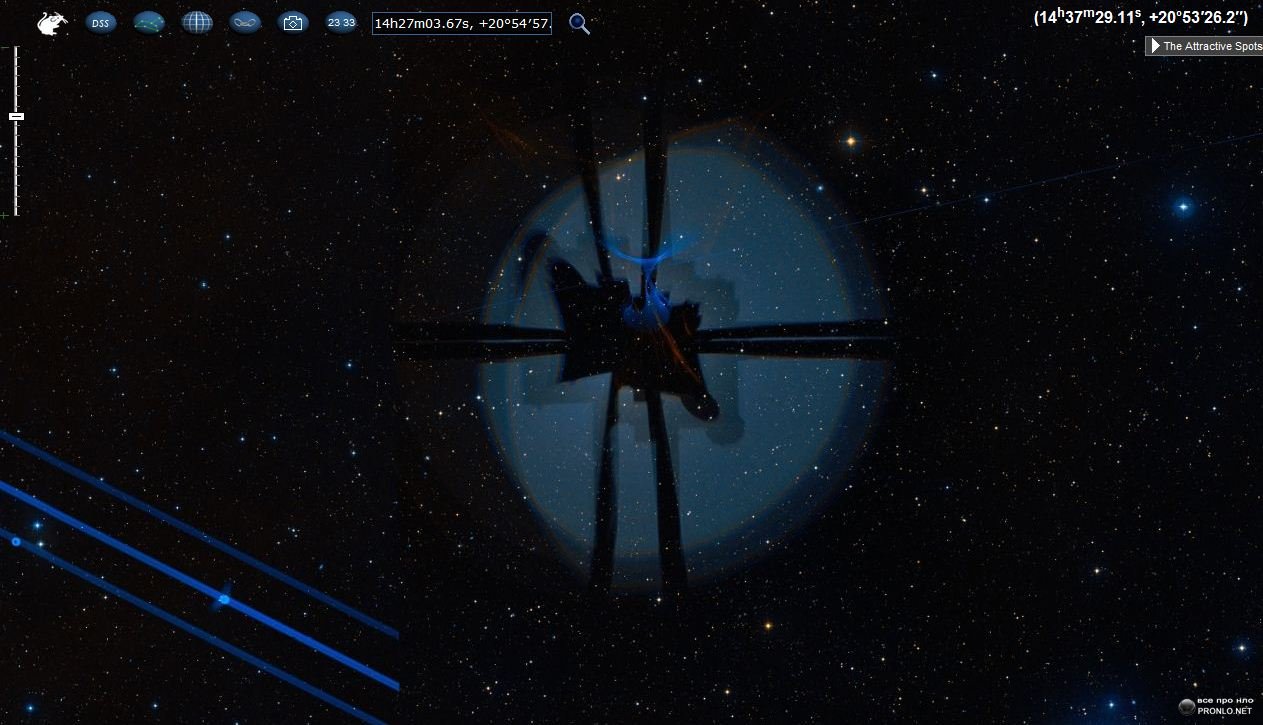 DSS
23 33
14h27m03.67s, +20°54′57.
(14h37m29.11s, +20°53′26.2″)
The Attractive Spots
все про нло
PRONLO.NET